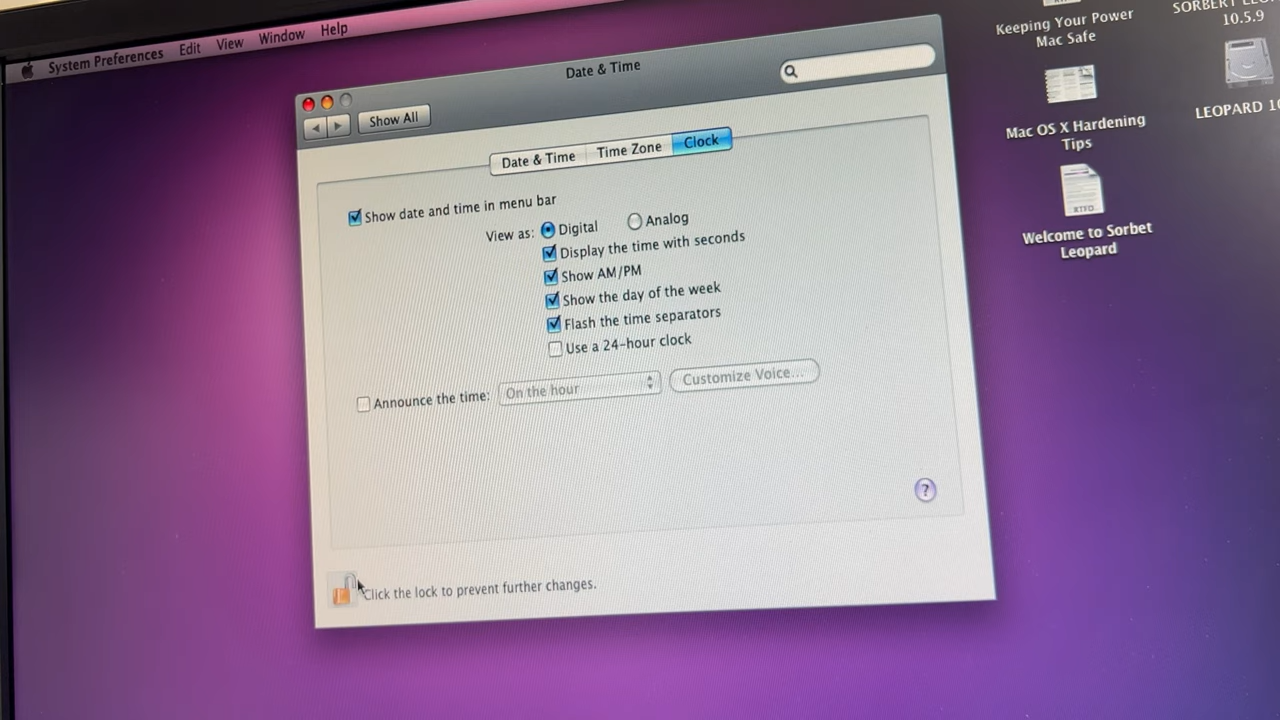 System Preferences Edit View Window Help
Date & Time
Show All
Date & Time Time Zone Clock
Show date and time in menu bar
View as: Digital Analog
Display the time with seconds
Show AM/PM
Show the day of the week
Flash the time separators
Use a 24-hour clock
Announce the time: On the hour Customize Voice...
?
Click the lock to prevent further changes.
Keeping Your Power
Mac Safe
Mac OS X Hardening
Tips
Welcome to Sorbet
Leopard
10.5.9
LEOPARD